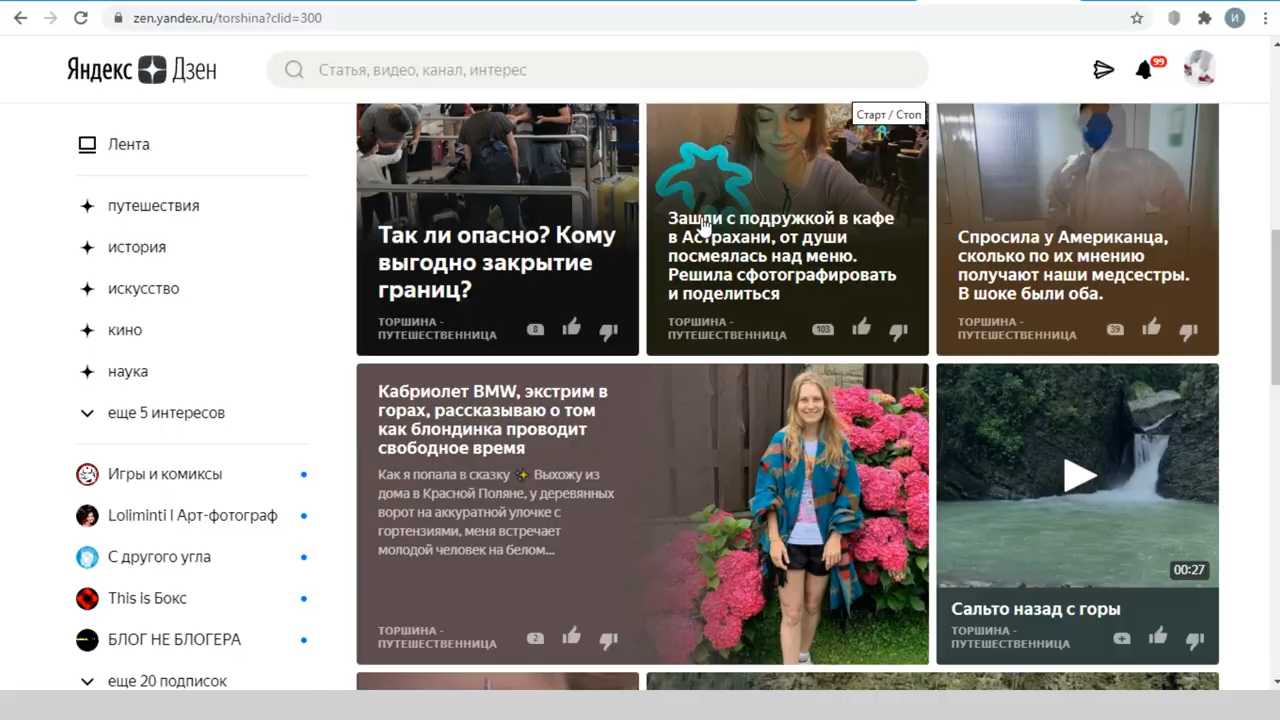 zen.yandex.ru/torshina?clid=300
Яндекс Дзен
Статья, видео, канал, интерес
99
И
Старт / Стоп
Лента
путешествия
история
искусство
кино
наука
еще 5 интересов
Игры и комиксы
Loliminti l Арт-фотограф
С другого угла
This is Бокс
БЛОГ НЕ БЛОГЕРА
еще 20 подписок
Так ли опасно? Кому
выгодно закрытие
границ?
ТОРШИНА -
ПУТЕШЕСТВЕННИЦА
8
Зашли с подружкой в кафе
в Астрахани, от души
посмеялась над меню.
Решила сфотографировать
и поделиться
ТОРШИНА -
ПУТЕШЕСТВЕННИЦА
103
Спросила у Американца,
сколько по их мнению
получают наши медсестры.
В шоке были оба.
ТОРШИНА -
ПУТЕШЕСТВЕННИЦА
39
Кабриолет BMW, экстрим в
горах, рассказываю о том
как блондинка проводит
свободное время
Как я попала в сказку ✨ Выхожу из
дома в Красной Поляне, у деревянных
ворот на аккуратной улочке с
гортензиями, меня встречает
молодой человек на белом...
ТОРШИНА -
ПУТЕШЕСТВЕННИЦА
2
00:27
Сальто назад с горы
ТОРШИНА -
ПУТЕШЕСТВЕННИЦА